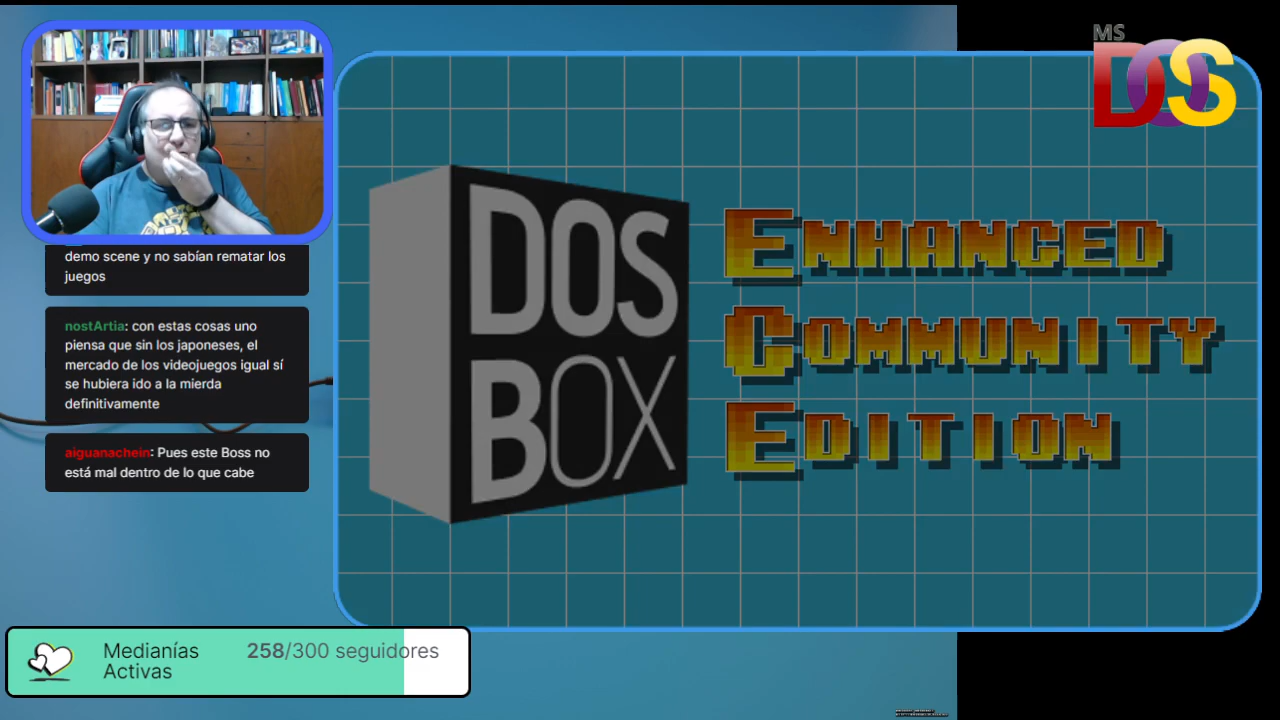 MS
DOS
DOS
BOX
ENHANCED
COMMUNITY
EDITION
demo scene y no sabían rematar los
juegos
nostArtia: con estas cosas uno
piensa que sin los japoneses, el
mercado de los videojuegos igual sí
se hubiera ido a la mierda
definitivamente
aiguanachein: Pues este Boss no
está mal dentro de lo que cabe
Medianías 258/300 seguidores
Activas